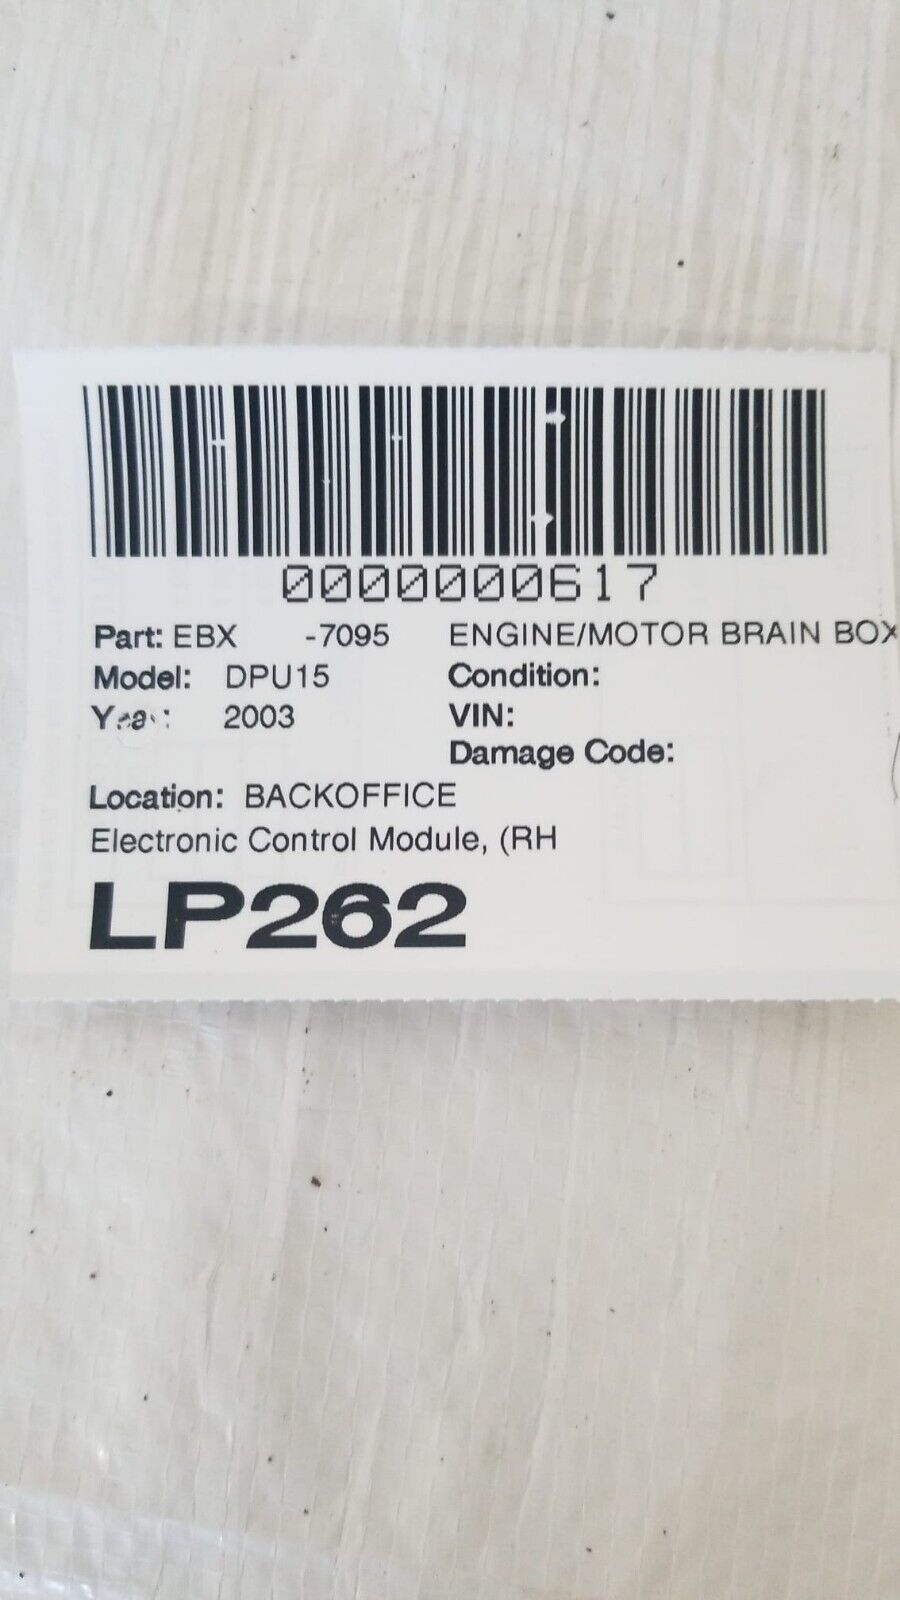 0000000617
Part: EBX -7095 ENGINE/MOTOR BRAIN BOX
Model: DPU15 Condition:
Year: 2003 VIN:
Damage Code:
Location: BACKOFFICE
Electronic Control Module, (RH
LP262